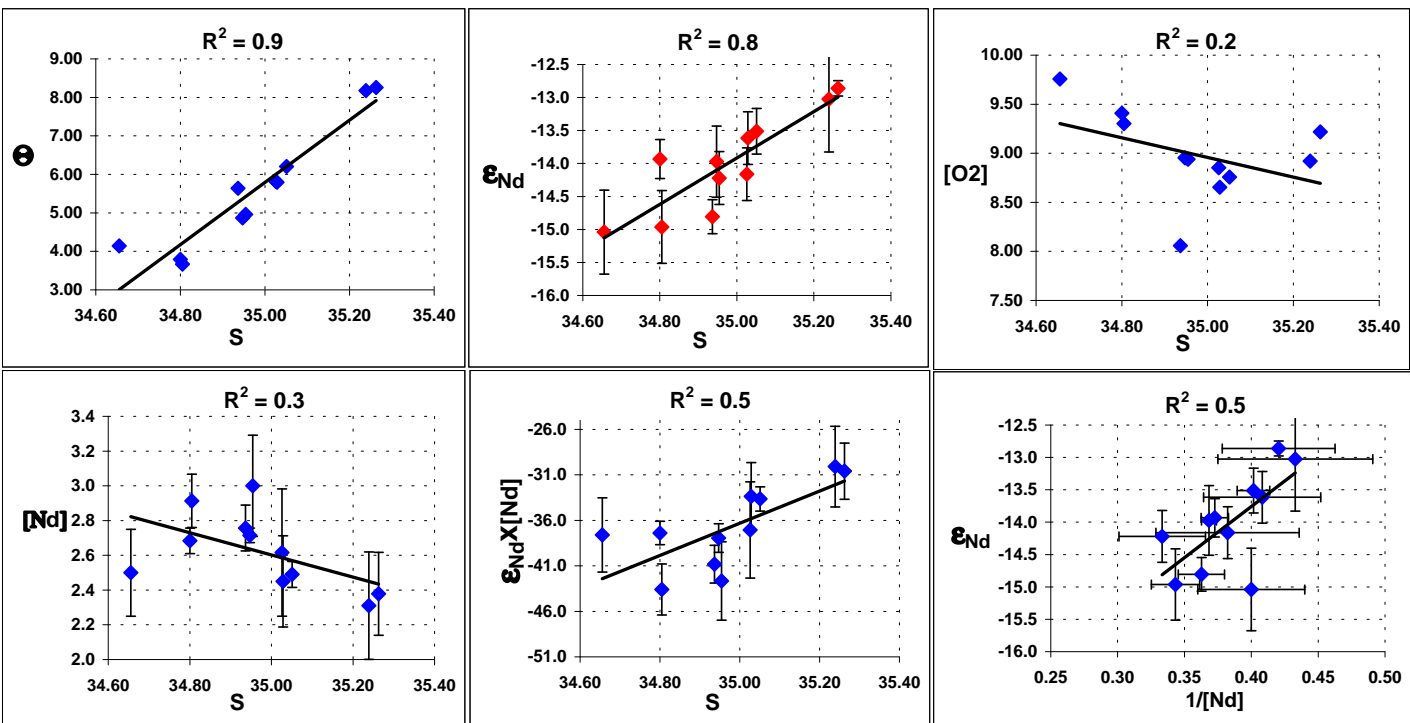 R² = 0.9
9.00
8.00
7.00
6.00
5.00
4.00
3.00
Θ
34.60 34.80 35.00 35.20 35.40
S
R² = 0.8
-12.5
-13.0
-13.5
-14.0
-14.5
-15.0
-15.5
-16.0
εNd
34.60 34.80 35.00 35.20 35.40
S
R² = 0.2
10.00
9.50
9.00
8.50
8.00
7.50
[O2]
34.60 34.80 35.00 35.20 35.40
S
R² = 0.3
3.4
3.2
3.0
2.8
2.6
2.4
2.2
2.0
[Nd]
34.60 34.80 35.00 35.20 35.40
S
R² = 0.5
-26.0
-31.0
-36.0
-41.0
-46.0
-51.0
εNdX[Nd]
34.60 34.80 35.00 35.20 35.40
S
R² = 0.5
-12.5
-13.0
-13.5
-14.0
-14.5
-15.0
-15.5
-16.0
εNd
0.25 0.30 0.35 0.40 0.45 0.50
1/[Nd]